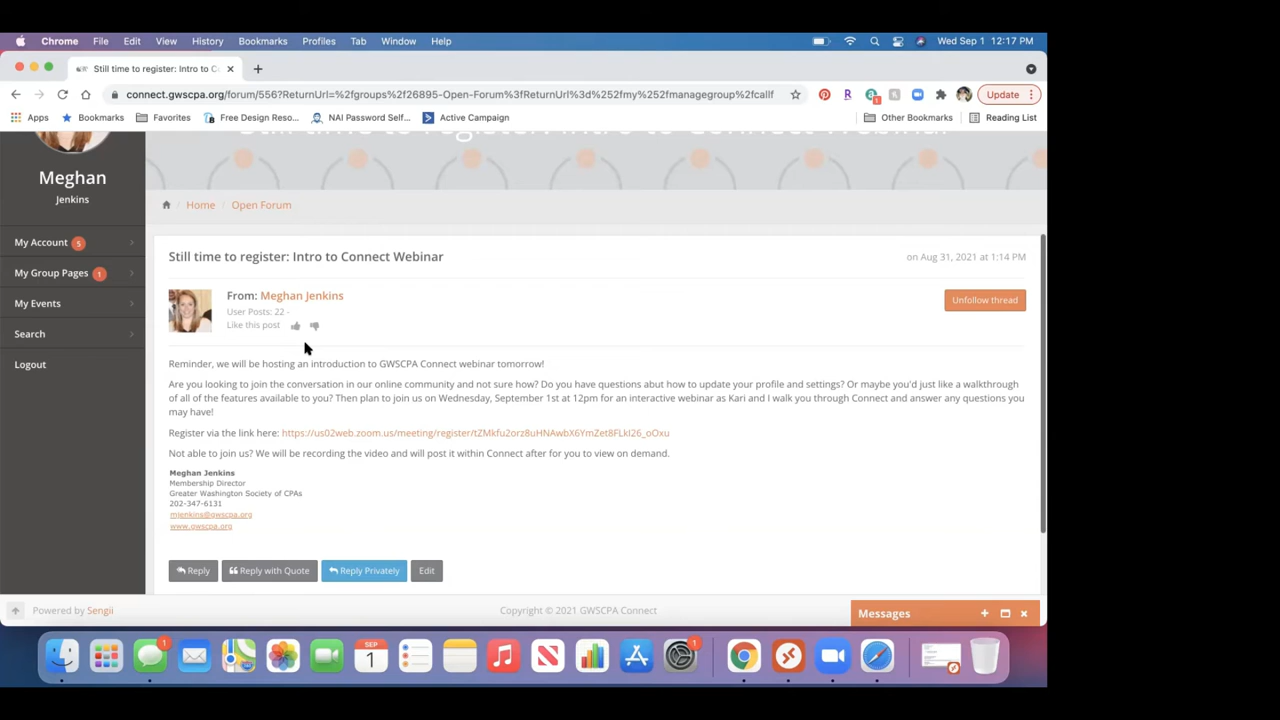 Chrome File Edit View History Bookmarks Profiles Tab Window Help Wed Sep 1 12:17 PM
Still time to register: Intro to C
connect.gwscpa.org/forum/556?ReturnUrl=%2fgroups%2f26895-Open-Forum%3fReturnUrl%3d%252fmy%252fmanagegroup%252fcallf R 1 Update
Apps Bookmarks Favorites Free Design Reso... NAI Password Self... Active Campaign Other Bookmarks Reading List
Still time to register: Intro to Connect Webinar
Meghan
Jenkins
Home / Open Forum
My Account 5
My Group Pages 1
My Events
Search
Logout
Still time to register: Intro to Connect Webinar on Aug 31, 2021 at 1:14 PM
From: Meghan Jenkins
User Posts: 22 -
Like this post
Unfollow thread
Reminder, we will be hosting an introduction to GWSCPA Connect webinar tomorrow!
Are you looking to join the conversation in our online community and not sure how? Do you have questions abut how to update your profile and settings? Or maybe you'd just like a walkthrough
of all of the features available to you? Then plan to join us on Wednesday, September 1st at 12pm for an interactive webinar as Kari and I walk you through Connect and answer any questions you
may have!
Register via the link here: https://us02web.zoom.us/meeting/register/tZMkfu2orz8uHNAwbX6YmZet8FLkI26_oOxu
Not able to join us? We will be recording the video and will post it within Connect after for you to view on demand.
Meghan Jenkins
Membership Director
Greater Washington Society of CPAs
202-347-6131
mjenkins@gwscpa.org
www.gwscpa.org
Reply Reply with Quote Reply Privately Edit
Powered by Sengii Copyright © 2021 GWSCPA Connect Messages
1 SEP 1 1